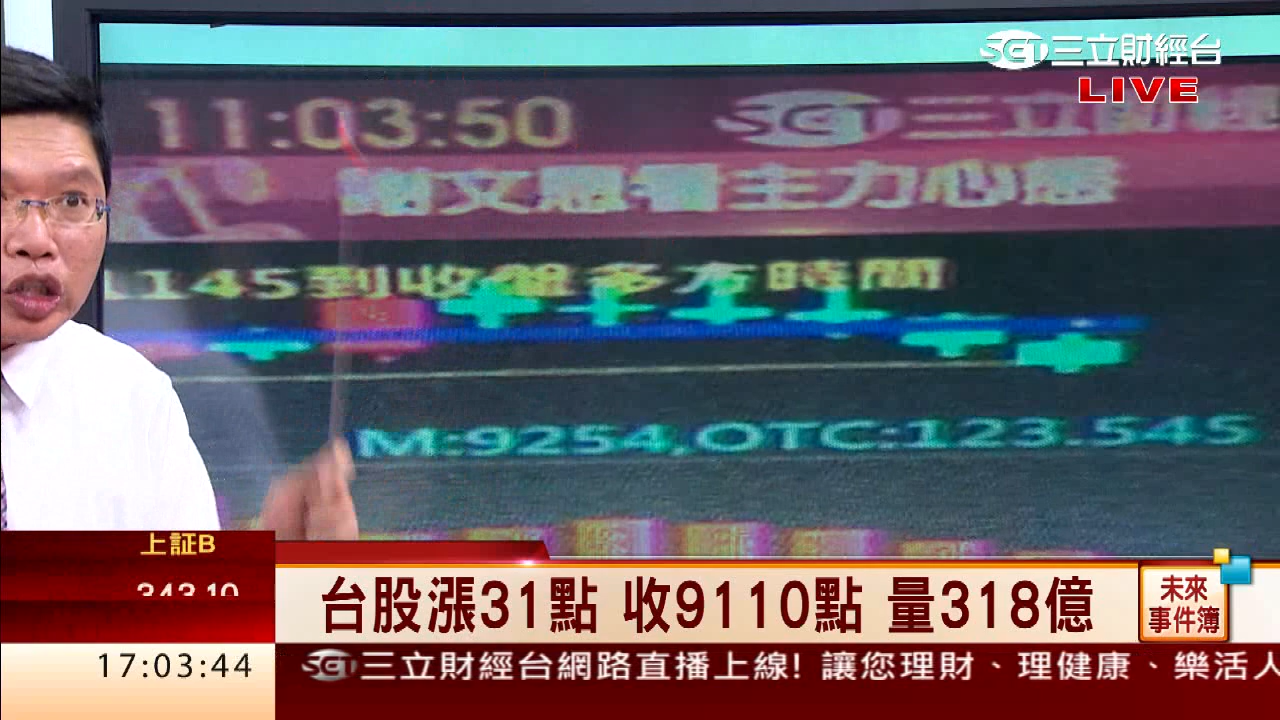 SET三立財經台
LIVE
11:03:50
SET三立財經
謝文恩看主力心態
1145到收盤多方時間
M:9254,OTC:123.545
上証B
343.19
台股漲31點 收9110點 量318億
未來
事件簿
17:03:44
SET三立財經台網路直播上線! 讓您理財、理健康、樂活人